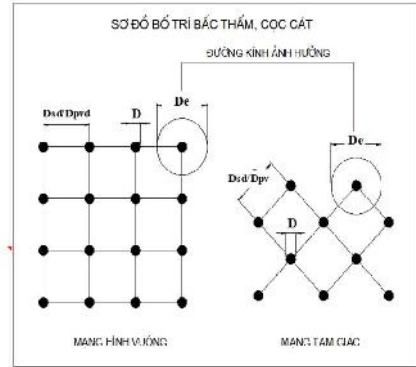 SƠ ĐỒ BỐ TRÍ BẤC THẤM, CỌC CÁT
ĐƯỜNG KÍNH ẢNH HƯỞNG
De
Dsd/Dpvd
D
De
Dsd/Dpv
D
MẠNG HÌNH VUÔNG
MẠNG TAM GIÁC